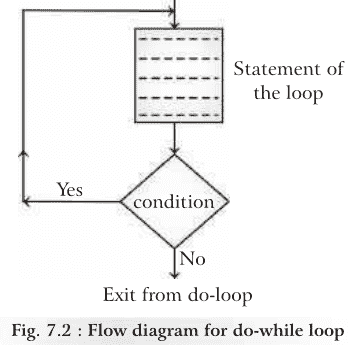 Statement of
the loop
Yes
condition
No
Exit from do-loop
Fig. 7.2 : Flow diagram for do-while loop